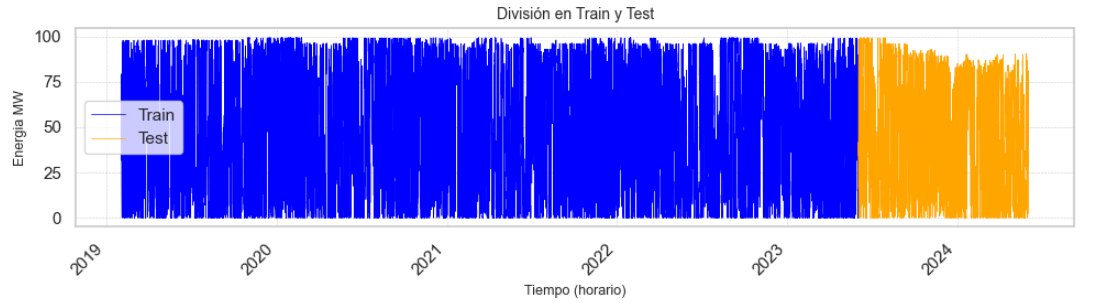 División en Train y Test
Energia MW
100
75
50
25
0
Train
Test
2019
2020
2021
2022
2023
2024
Tiempo (horario)